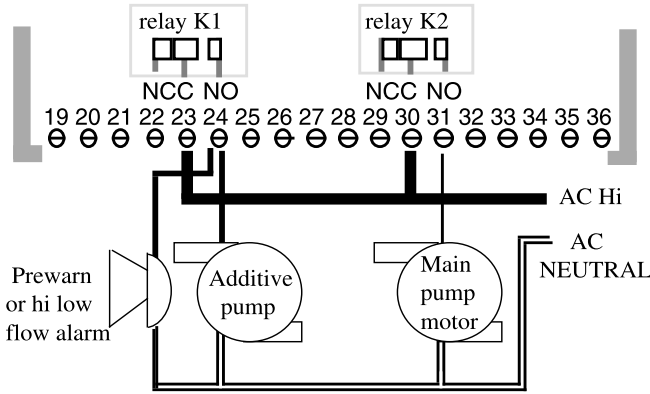 relay K1 relay K2
NCC NO NCC NO
19 20 21 22 23 24 25 26 27 28 29 30 31 32 33 34 35 36
AC Hi
AC
NEUTRAL
Prewarn
or hi low
flow alarm
Additive
pump
Main
pump
motor